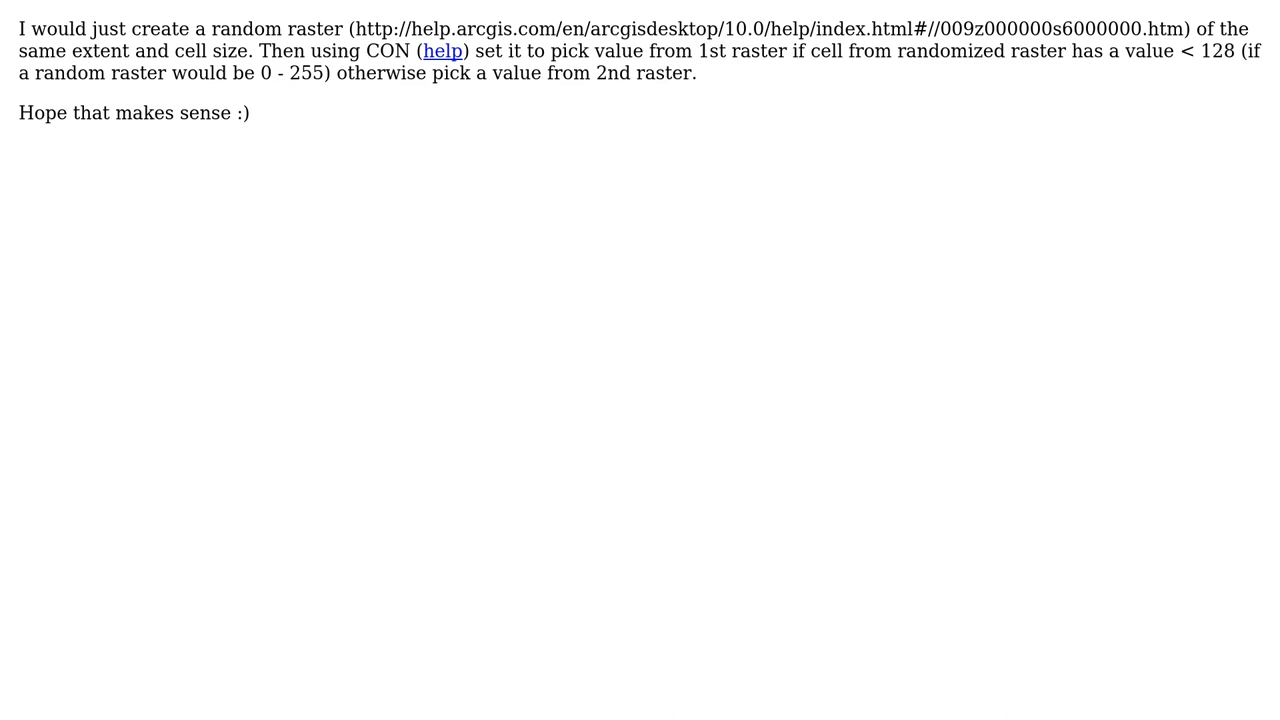 I would just create a random raster (http://help.arcgis.com/en/arcgisdesktop/10.0/help/index.html#//009z000000s6000000.htm) of the
same extent and cell size. Then using CON (help) set it to pick value from 1st raster if cell from randomized raster has a value < 128 (if
a random raster would be 0 - 255) otherwise pick a value from 2nd raster.
Hope that makes sense :)